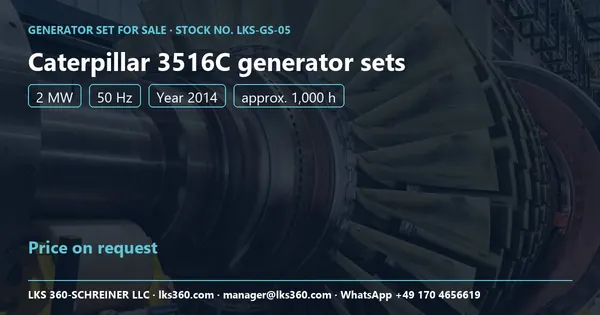 GENERATOR SET FOR SALE · STOCK NO. LKS-GS-05
Caterpillar 3516C generator sets
2 MW 50 Hz Year 2014 approx. 1,000 h
Price on request
LKS 360-SCHREINER LLC · lks360.com · manager@lks360.com · WhatsApp +49 170 4656619